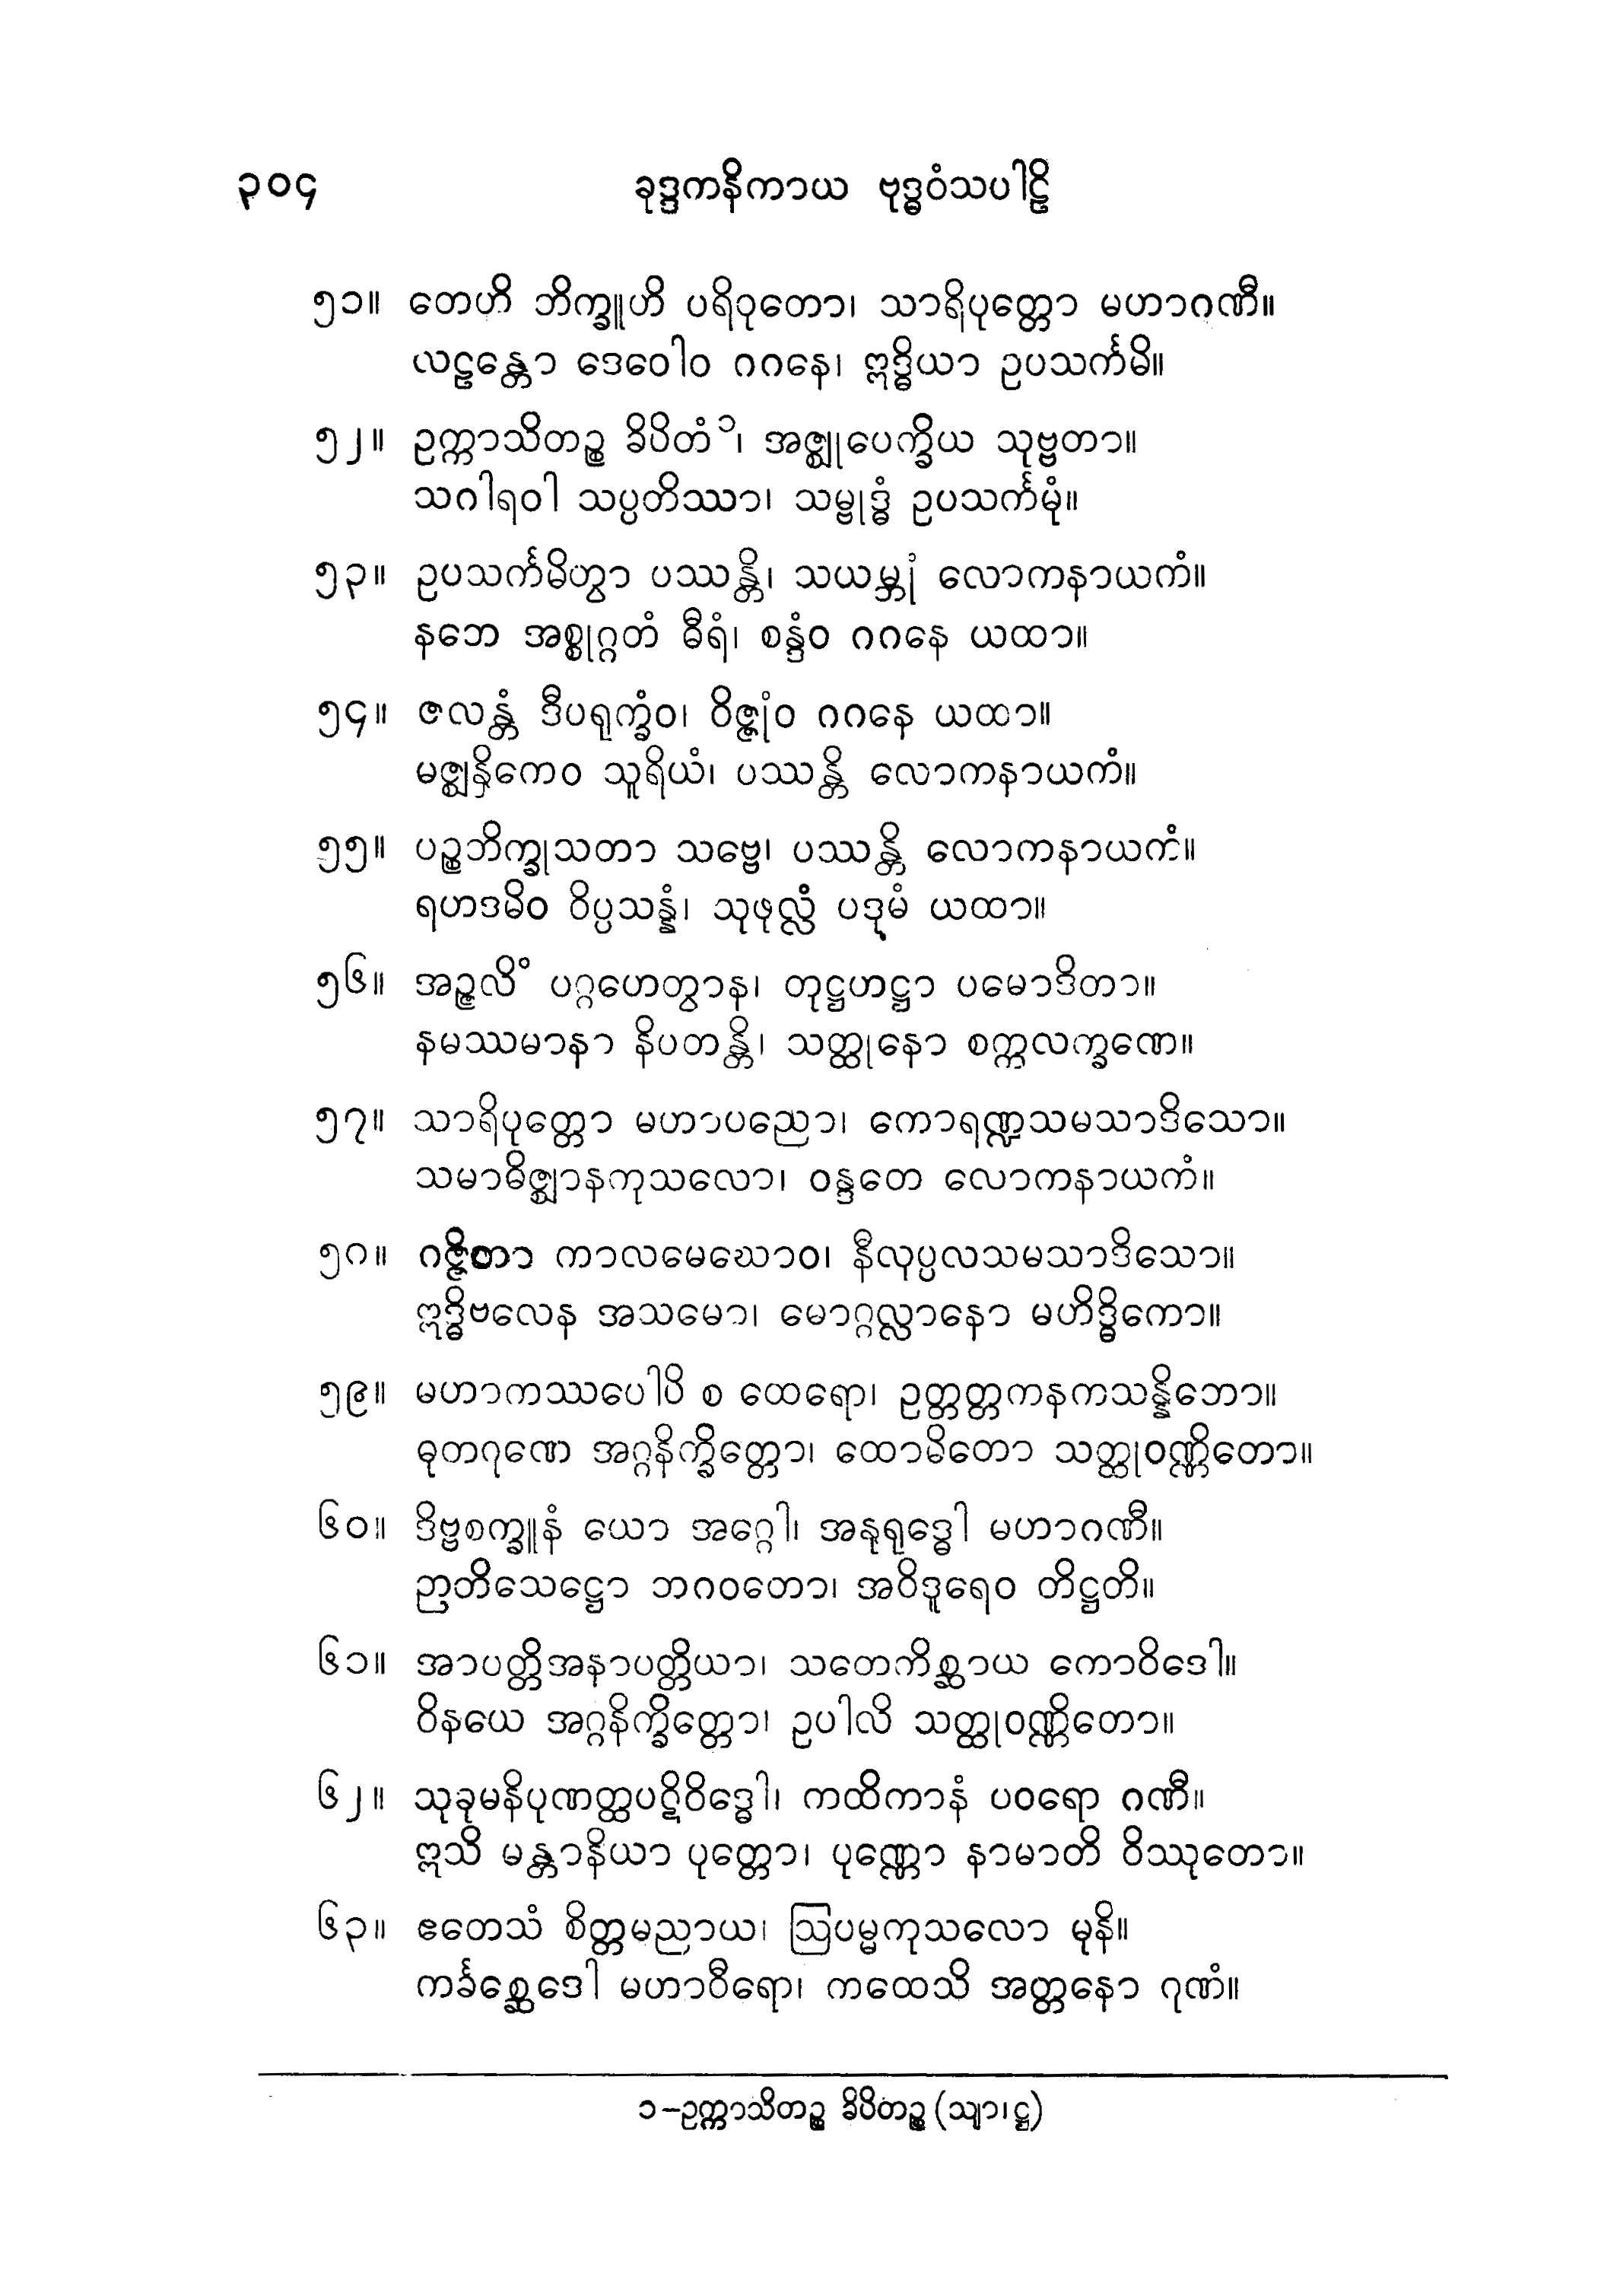 ၃၀၄ ခုဒ္ဒကနိကာယ ဗုဒ္ဓဝံသပါဠိ
၅၁။ တေဟိ ဘိက္ခူဟိ ပရိဝုတော၊ သာရိပုတ္တော မဟာဂဏီ။
လဠန္တော ဒေဝေါဝ ဂဂနေ၊ ဣဒ္ဓိယာ ဥပသင်္ကမိ။
၅၂။ ဥက္ကာသိတဉ္စ ခိပိတံ၁၊ အဇ္ဈုပေက္ခိယ သုဗ္ဗတာ။
သဂါရဝါ သပ္ပတိဿာ၊ သမ္ဗုဒ္ဓံ ဥပသင်္ကမုံ။
၅၃။ ဥပသင်္ကမိတွာ ပဿန္တိ၊ သယမ္ဘုံ လောကနာယကံ။
နဘေ အစ္စုဂ္ဂတံ ဓီရံ၊ စန္ဒံဝ ဂဂနေ ယထာ။
၅၄။ ဇလန္တံ ဒီပရုက္ခံဝ၊ ဝိဇ္ဇုံဝ ဂဂနေ ယထာ။
မဇ္ဈနှိကေဝ သူရိယံ၊ ပဿန္တိ လောကနာယကံ။
၅၅။ ပဉ္စဘိက္ခုသတာ သဗ္ဗေ၊ ပဿန္တိ လောကနာယကံ။
ရဟဒမိဝ ဝိပ္ပသန္နံ၊ သုဖုလ္လံ ပဒုမံ ယထာ။
၅၆။ အဉ္ဇလိံ ပဂ္ဂဟေတွာန၊ တုဋ္ဌဟဋ္ဌာ ပမောဒိတာ။
နမဿမာနာ နိပတန္တိ၊ သတ္ထုနော စက္ကလက္ခဏေ။
၅၇။ သာရိပုတ္တော မဟာပညော၊ ကောရဏ္ဍသမသာဒိသော။
သမာဓိဇ္ဈာနကုသလော၊ ဝန္ဒတေ လောကနာယကံ။
၅၈။ ဂဇ္ဇိတာ ကာလမေဃောဝ၊ နီလုပ္ပလသမသာဒိသော။
ဣဒ္ဓိဗလေန အသမော၊ မောဂ္ဂလ္လာနော မဟိဒ္ဓိကော။
၅၉။ မဟာကဿပေါပိ စ ထေရော၊ ဥတ္တတ္တကနကသန္နိဘော။
ဓုတဂုဏေ အဂ္ဂနိက္ခိတ္တော၊ ထောမိတော သတ္ထုဝဏ္ဏိတော။
၆၀။ ဒိဗ္ဗစက္ခူနံ ယော အဂ္ဂေါ၊ အနုရုဒ္ဓေါ မဟာဂဏီ။
ဉာတိသေဋ္ဌော ဘဂဝတော၊ အဝိဒူရေဝ တိဋ္ဌတိ။
၆၁။ အာပတ္တိအနာပတ္တိယာ၊ သတေကိစ္ဆာယ ကောဝိဒေါ။
ဝိနယေ အဂ္ဂနိက္ခိတ္တော၊ ဥပါလိ သတ္ထုဝဏ္ဏိတော။
၆၂။ သုခုမနိပုဏတ္ထပဋိဝိဒ္ဓေါ၊ ကထိကာနံ ပဝရော ဂဏီ။
ဣသိ မန္တာနိယာ ပုတ္တော၊ ပုဏ္ဏော နာမာတိ ဝိဿုတော။
၆၃။ ဧတေသံ စိတ္တမညာယ၊ ဩပမ္မကုသလော မုနိ။
ကင်္ခစ္ဆေဒေါ မဟာဝီရော၊ ကထေသိ အတ္တနော ဂုဏံ။
၁-ဥက္ကာသိတဉ္စ ခိပိတဉ္စ (သျာ၊ဋ္ဌ)